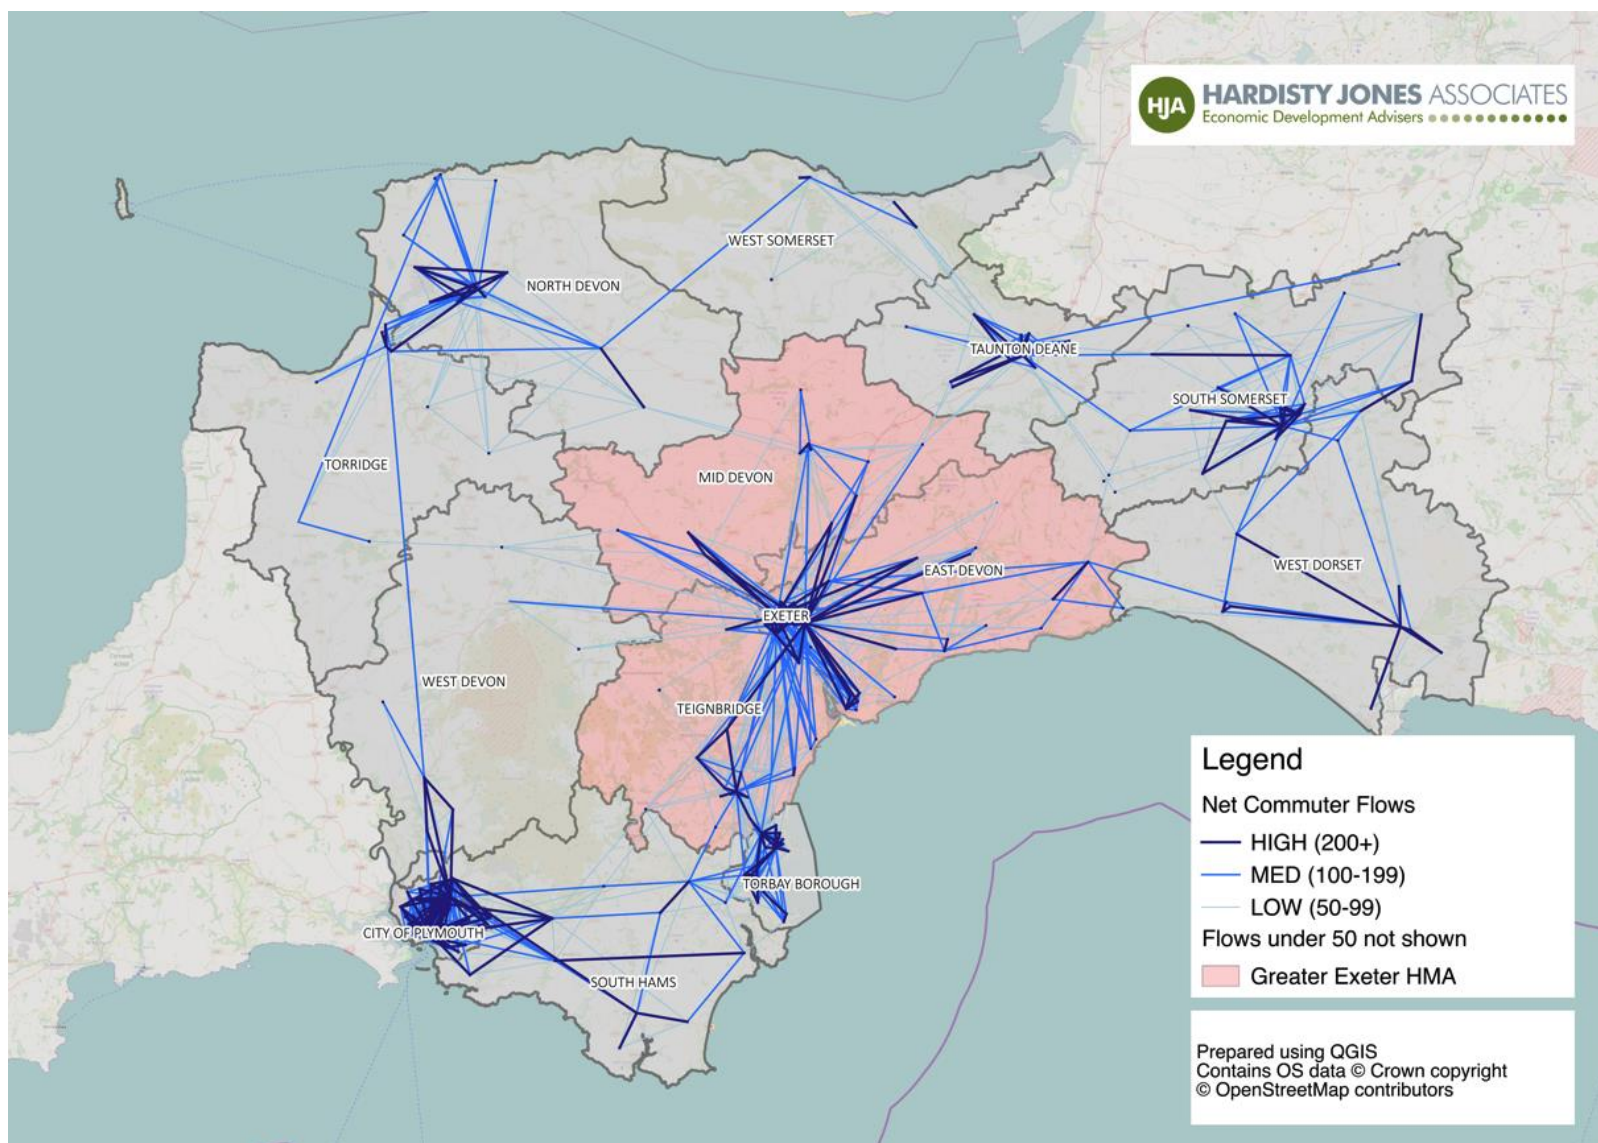 HJA
HARDISTY JONES ASSOCIATES
Economic Development Advisers
WEST SOMERSET
NORTH DEVON
TAUNTON DEANE
SOUTH SOMERSET
TORRIDGE
MID DEVON
WEST DORSET
EAST DEVON
EXETER
WEST DEVON
TEIGNBRIDGE
TORBAY BOROUGH
CITY OF PLYMOUTH
SOUTH HAMS
Legend
Net Commuter Flows
HIGH (200+)
MED (100-199)
LOW (50-99)
Flows under 50 not shown
Greater Exeter HMA
Prepared using QGIS
Contains OS data © Crown copyright
© OpenStreetMap contributors